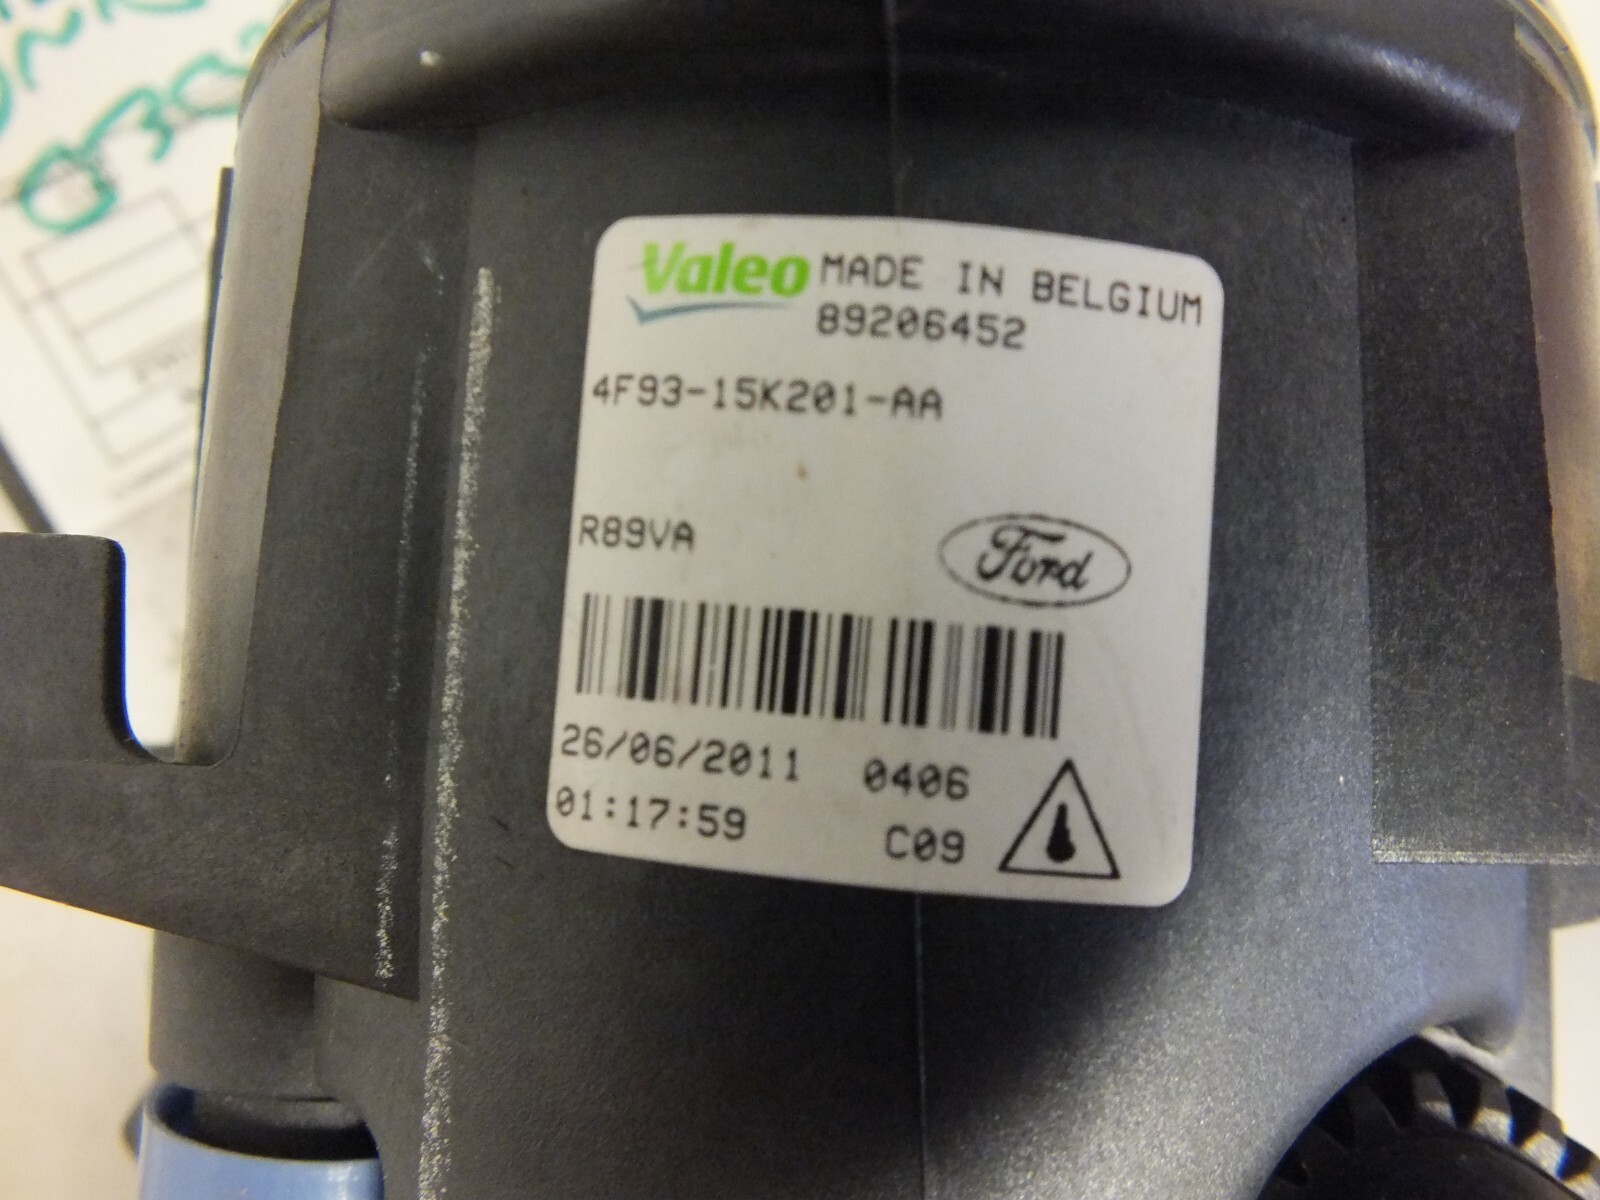 Valeo MADE IN BELGIUM
89206452
4F93-15K201-AA
R89VA
Ford
26/06/2011 0406
01:17:59 C09